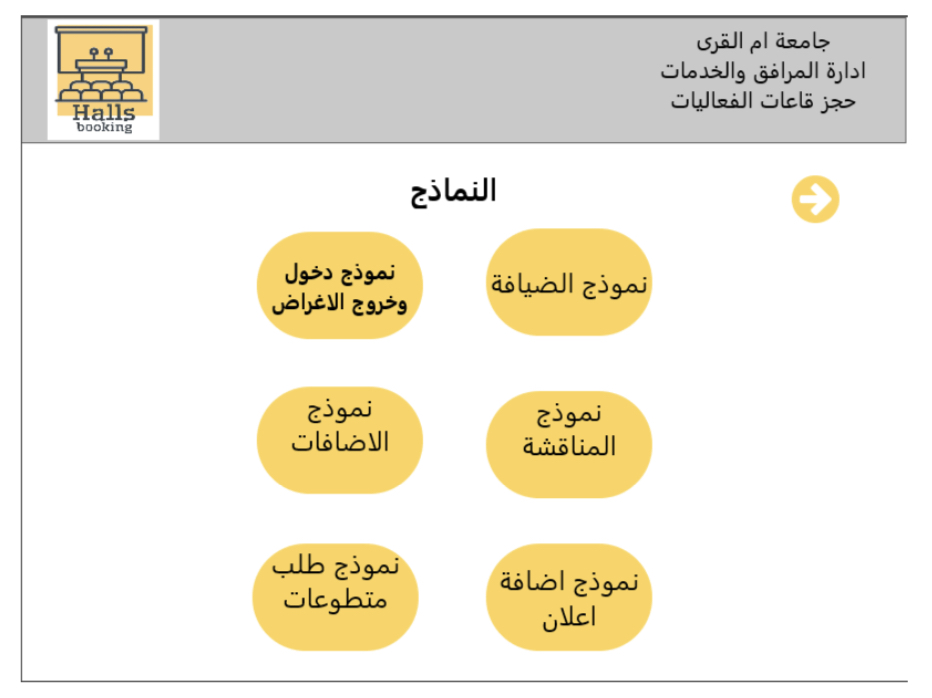 جامعة ام القرى
ادارة المرافق والخدمات
حجز قاعات الفعاليات
Halls
booking
النماذج
نموذج الضيافة
نموذج دخول
وخروج الاغراض
نموذج
المناقشة
نموذج
الاضافات
نموذج اضافة
اعلان
نموذج طلب
متطوعات